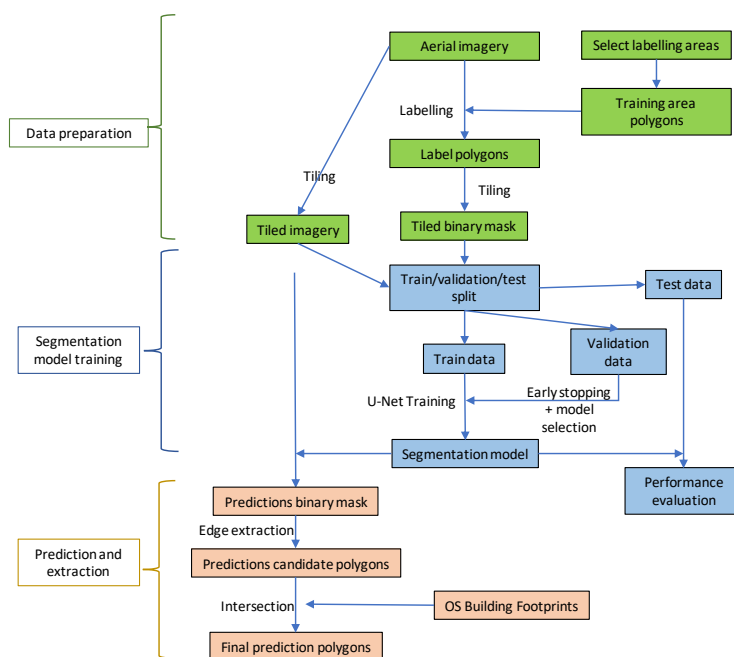 Aerial imagery
Select labelling areas
Labelling
Training area
polygons
Data preparation
Label polygons
Tiling
Tiling
Tiled imagery
Tiled binary mask
Train/validation/test
split
Test data
Segmentation
model training
Train data
Validation
data
U-Net Training
Early stopping
+ model
selection
Segmentation model
Performance
evaluation
Predictions binary mask
Edge extraction
Prediction and
extraction
Predictions candidate polygons
Intersection
OS Building Footprints
Final prediction polygons